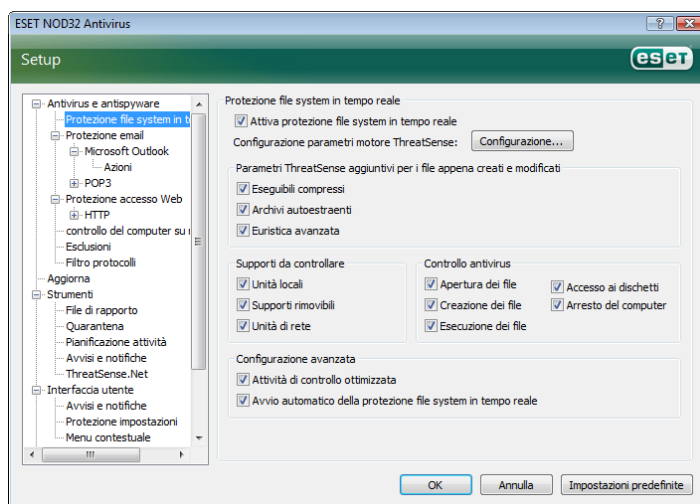 ESET NOD32 Antivirus
Setup
eset
Antivirus e antispyware
Protezione file system in t
Protezione email
Microsoft Outlook
Azioni
POP3
Protezione accesso Web
HTTP
controllo del computer su
Esclusioni
Filtro protocolli
Aggiorna
Strumenti
File di rapporto
Quarantena
Pianificazione attività
Avvisi e notifiche
ThreatSense.Net
Interfaccia utente
Avvisi e notifiche
Protezione impostazioni
Menu contestuale
Protezione file system in tempo reale
Attiva protezione file system in tempo reale
Configurazione parametri motore ThreatSense: Configurazione...
Parametri ThreatSense aggiuntivi per i file appena creati e modificati
Eseguibili compressi
Archivi autoestraenti
Euristica avanzata
Supporti da controllare
Unità locali
Supporti rimovibili
Unità di rete
Controllo antivirus
Apertura dei file
Creazione dei file
Esecuzione dei file
Accesso ai dischetti
Arresto del computer
Configurazione avanzata
Attività di controllo ottimizzata
Avvio automatico della protezione file system in tempo reale
OK Annulla Impostazioni predefinite